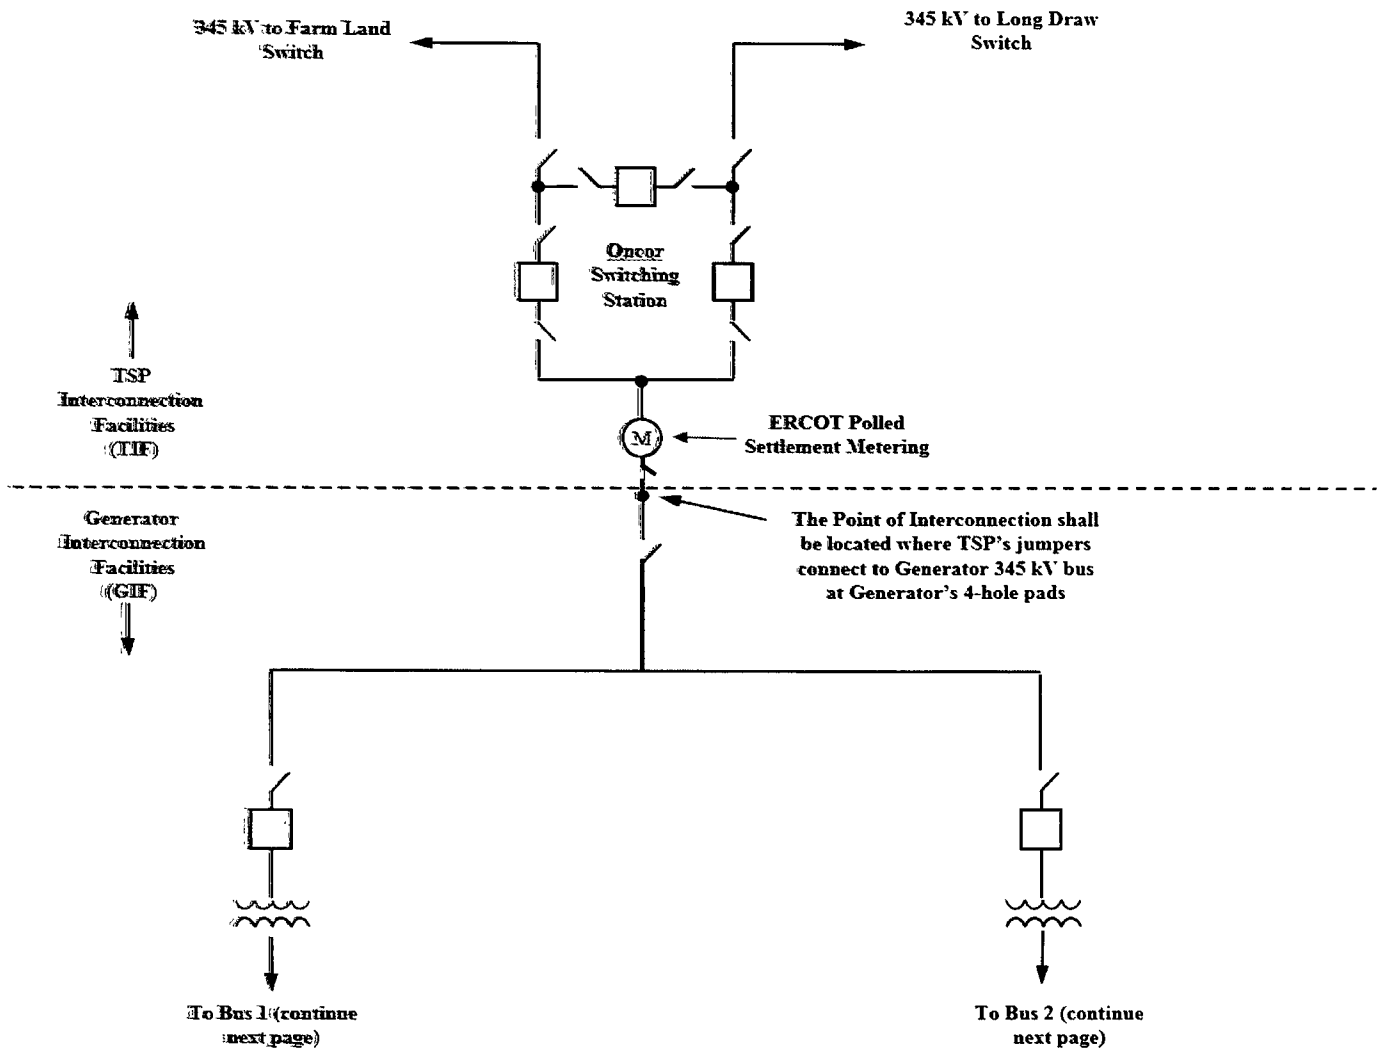 345 kV to Farm Land
Switch
345 kV to Long Draw
Switch
Oncor
Switching
Station
TSP
Interconnection
Facilities
(TIF)
M
ERCOT Polled
Settlement Metering
Generator
Interconnection
Facilities
(GIF)
The Point of Interconnection shall
be located where TSP's jumpers
connect to Generator 345 kV bus
at Generator's 4-hole pads
To Bus 1 (continue
next page)
To Bus 2 (continue
next page)